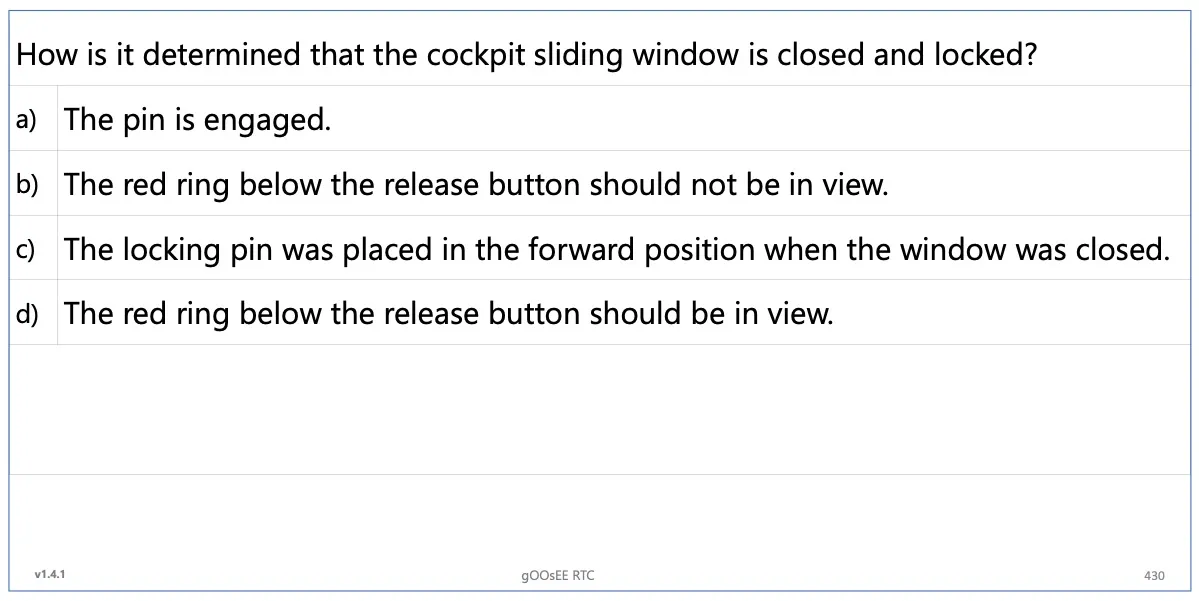 How is it determined that the cockpit sliding window is closed and locked?
a) The pin is engaged.
b) The red ring below the release button should not be in view.
c) The locking pin was placed in the forward position when the window was closed.
d) The red ring below the release button should be in view.
v1.4.1 gOOsEE RTC 430